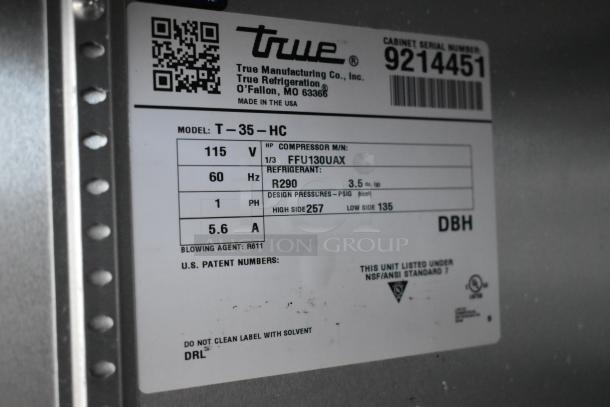 true®
True Manufacturing Co., Inc.
True Refrigeration®
O'Fallon, MO 63366
MADE IN THE USA
CABINET SERIAL NUMBER:
9214451
MODEL: T-35-HC
115 V
60 Hz
1 PH
5.6 A
HP COMPRESSOR M/N:
1/3 FFU130UAX
REFRIGERANT:
R290 3.5 oz.
DESIGN PRESSURES-PSIG
HIGH SIDE 257 LOW SIDE 135
DBH
BLOWING AGENT: R611
AUCTION GROUP
U.S. PATENT NUMBERS:
THIS UNIT LISTED UNDER
NSF/ANSI STANDARD 7
DO NOT CLEAN LABEL WITH SOLVENT
DRL